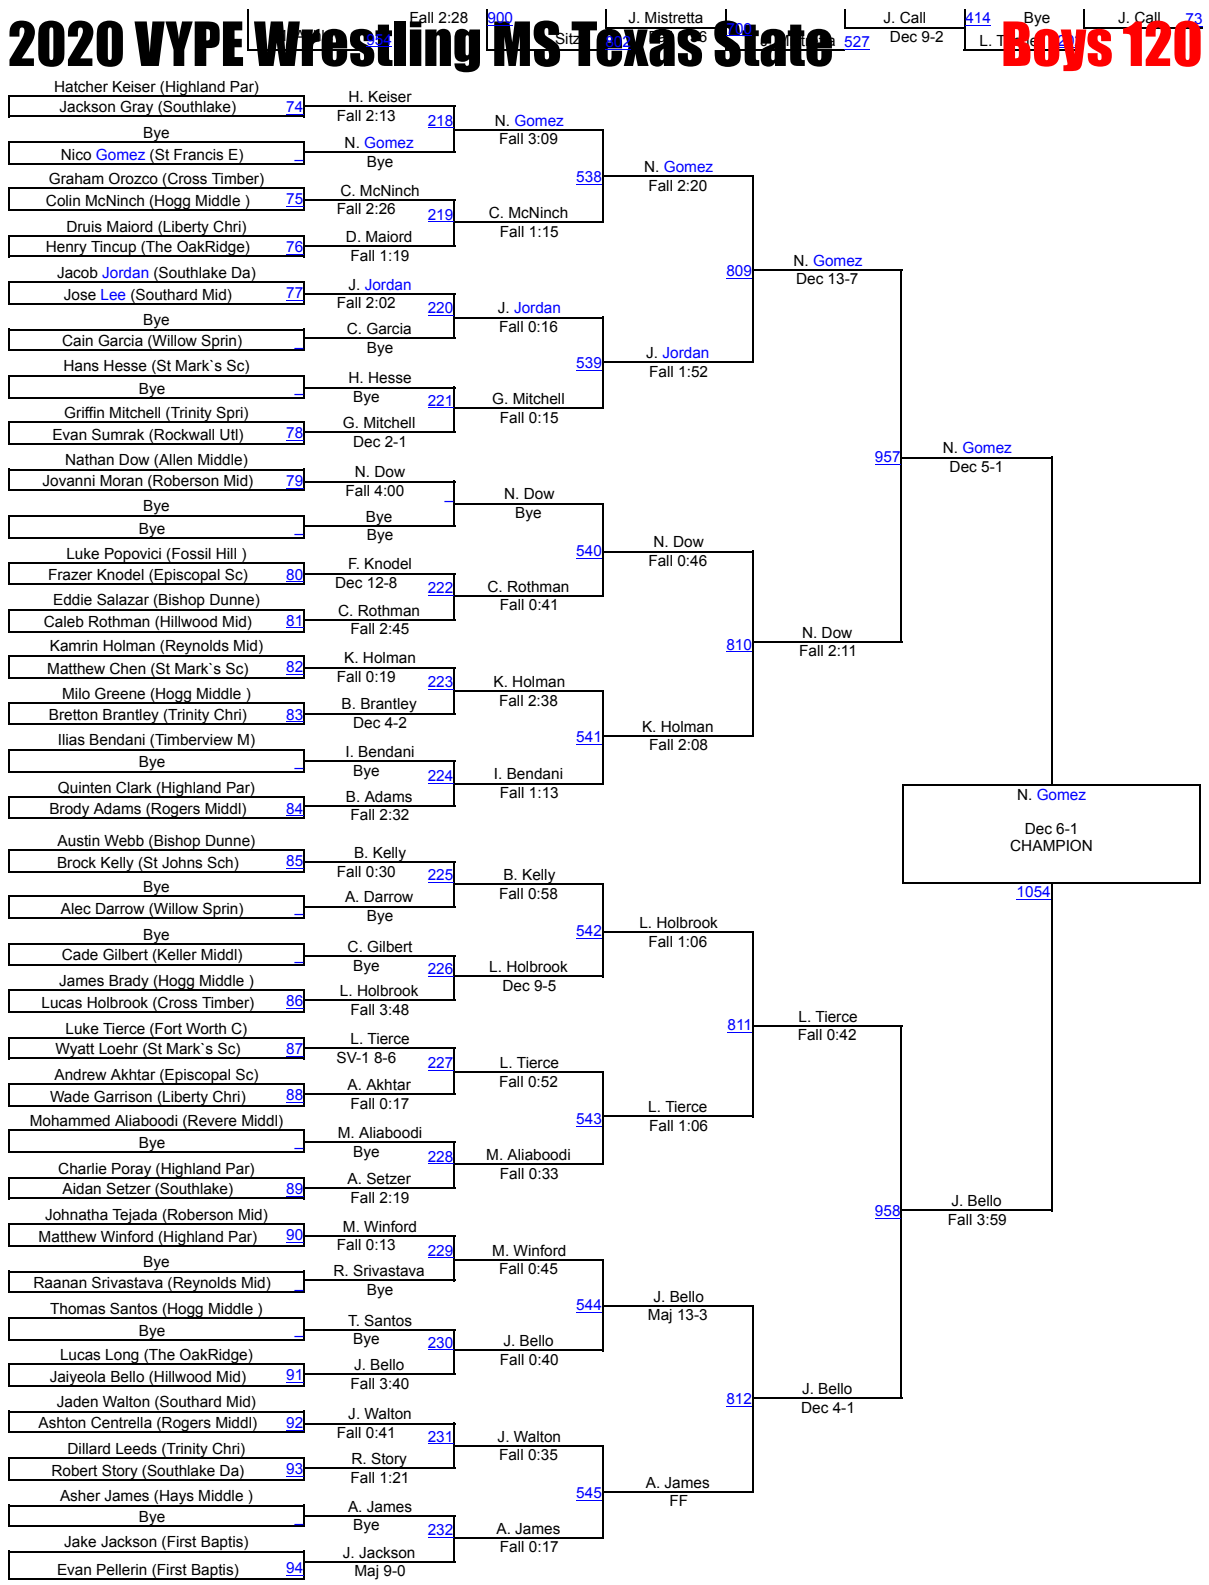 Fall 2:28 900 J. Mistretta J. Call 414 Bye J. Call 73
954 Sitz 802 700 527 Dec 9-2
2020 VYPE Wrestling MS Texas State Boys 120
Hatcher Keiser (Highland Par)
Jackson Gray (Southlake) 74
Bye
Nico Gomez (St Francis E) _
Graham Orozco (Cross Timber)
Colin McNinch (Hogg Middle ) 75
Druis Maiord (Liberty Chri)
Henry Tincup (The OakRidge) 76
Jacob Jordan (Southlake Da)
Jose Lee (Southard Mid) 77
Bye
Cain Garcia (Willow Sprin) _
Hans Hesse (St Mark`s Sc)
Bye _
Griffin Mitchell (Trinity Spri)
Evan Sumrak (Rockwall Utl) 78
Nathan Dow (Allen Middle)
Jovanni Moran (Roberson Mid) 79
Bye
Bye _
Luke Popovici (Fossil Hill )
Frazer Knodel (Episcopal Sc) 80
Eddie Salazar (Bishop Dunne)
Caleb Rothman (Hillwood Mid) 81
Kamrin Holman (Reynolds Mid)
Matthew Chen (St Mark`s Sc) 82
Milo Greene (Hogg Middle )
Bretton Brantley (Trinity Chri) 83
Ilias Bendani (Timberview M)
Bye _
Quinten Clark (Highland Par)
Brody Adams (Rogers Middl) 84
Austin Webb (Bishop Dunne)
Brock Kelly (St Johns Sch) 85
Bye
Alec Darrow (Willow Sprin) _
Bye
Cade Gilbert (Keller Middl) _
James Brady (Hogg Middle )
Lucas Holbrook (Cross Timber) 86
Luke Tierce (Fort Worth C)
Wyatt Loehr (St Mark`s Sc) 87
Andrew Akhtar (Episcopal Sc)
Wade Garrison (Liberty Chri) 88
Mohammed Aliaboodi (Revere Middl)
Bye _
Charlie Poray (Highland Par)
Aidan Setzer (Southlake) 89
Johnatha Tejada (Roberson Mid)
Matthew Winford (Highland Par) 90
Bye
Raanan Srivastava (Reynolds Mid) _
Thomas Santos (Hogg Middle )
Bye _
Lucas Long (The OakRidge)
Jaiyeola Bello (Hillwood Mid) 91
Jaden Walton (Southard Mid)
Ashton Centrella (Rogers Middl) 92
Dillard Leeds (Trinity Chri)
Robert Story (Southlake Da) 93
Asher James (Hays Middle )
Bye _
Jake Jackson (First Baptis)
Evan Pellerin (First Baptis) 94
H. Keiser
Fall 2:13 218
N. Gomez
Bye
C. McNinch
Fall 2:26 219
D. Maiord
Fall 1:19
J. Jordan
Fall 2:02 220
C. Garcia
Bye
H. Hesse
Bye 221
G. Mitchell
Dec 2-1
N. Dow
Fall 4:00 _
Bye
Bye
F. Knodel
Dec 12-8 222
C. Rothman
Fall 2:45
K. Holman
Fall 0:19 223
B. Brantley
Dec 4-2
I. Bendani
Bye 224
B. Adams
Fall 2:32
B. Kelly
Fall 0:30 225
A. Darrow
Bye
C. Gilbert
Bye 226
L. Holbrook
Fall 3:48
L. Tierce
SV-1 8-6 227
A. Akhtar
Fall 0:17
M. Aliaboodi
Bye 228
A. Setzer
Fall 2:19
M. Winford
Fall 0:13 229
R. Srivastava
Bye
T. Santos
Bye 230
J. Bello
Fall 3:40
J. Walton
Fall 0:41 231
R. Story
Fall 1:21
A. James
Bye 232
J. Jackson
Maj 9-0
N. Gomez
Fall 3:09
538
C. McNinch
Fall 1:15
J. Jordan
Fall 0:16
539
G. Mitchell
Fall 0:15
N. Dow
Bye
540
C. Rothman
Fall 0:41
K. Holman
Fall 2:38
541
I. Bendani
Fall 1:13
B. Kelly
Fall 0:58
542
L. Holbrook
Dec 9-5
L. Tierce
Fall 0:52
543
M. Aliaboodi
Fall 0:33
M. Winford
Fall 0:45
544
J. Bello
Fall 0:40
J. Walton
Fall 0:35
545
A. James
Fall 0:17
N. Gomez
Fall 2:20
809
J. Jordan
Fall 1:52
N. Dow
Fall 0:46
810
K. Holman
Fall 2:08
L. Holbrook
Fall 1:06
811
L. Tierce
Fall 1:06
J. Bello
Maj 13-3
812
A. James
FF
N. Gomez
Dec 13-7
957
N. Dow
Fall 2:11
L. Tierce
Fall 0:42
958
J. Bello
Dec 4-1
N. Gomez
Dec 5-1
J. Bello
Fall 3:59
N. Gomez
Dec 6-1
CHAMPION
1054